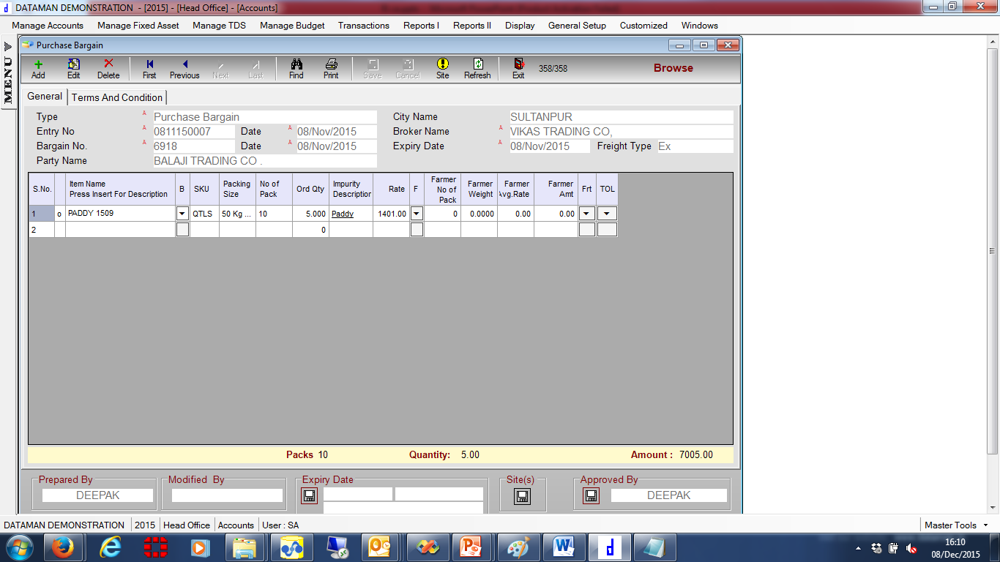 DATAMAN DEMONSTRATION - [2015] - [Head Office] - [Accounts]
Manage Accounts Manage Fixed Asset Manage TDS Manage Budget Transactions Reports I Reports II Display General Setup Customized Windows
MENU
Purchase Bargain
Add Edit Delete First Previous Next Last Find Print Save Cancel Site Refresh Exit 358/358 Browse
General Terms And Condition
Type Purchase Bargain City Name SULTANPUR
Entry No 0811150007 Date 08/Nov/2015 Broker Name VIKAS TRADING CO,
Bargain No. 6918 Date 08/Nov/2015 Expiry Date 08/Nov/2015 Freight Type Ex
Party Name BALAJI TRADING CO .
S.No. Item Name Press Insert For Description B SKU Packing Size No of Pack Ord Qty Impurity Description Rate F Farmer No of Pack Farmer Weight Farmer Avg.Rate Farmer Amt Frt TOL
1 o PADDY 1509 QTLS 50 Kg ... 10 5.000 Paddy 1401.00 0 0.0000 0.00 0.00
2 0
Packs 10 Quantity: 5.00 Amount : 7005.00
Prepared By Modified By Expiry Date Site(s) Approved By
DEEPAK DEEPAK
DATAMAN DEMONSTRATION 2015 Head Office Accounts User : SA Master Tools
16:10
08/Dec/2015